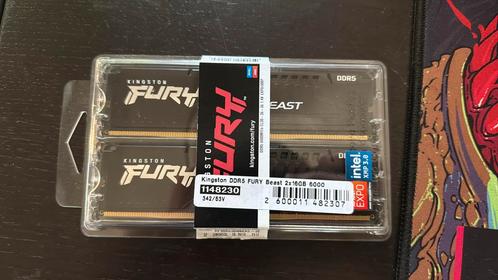 KINGSTON
FURY
DDR5
BEAST
KINGSTON
FURY
KINGSTON
FURY
kingston.com/fury
intel
XMP 3.0
EXPO
Kingston DDR5 FURY Beast 2x16GB 6000
1148230
342/53V
2 600011 482307